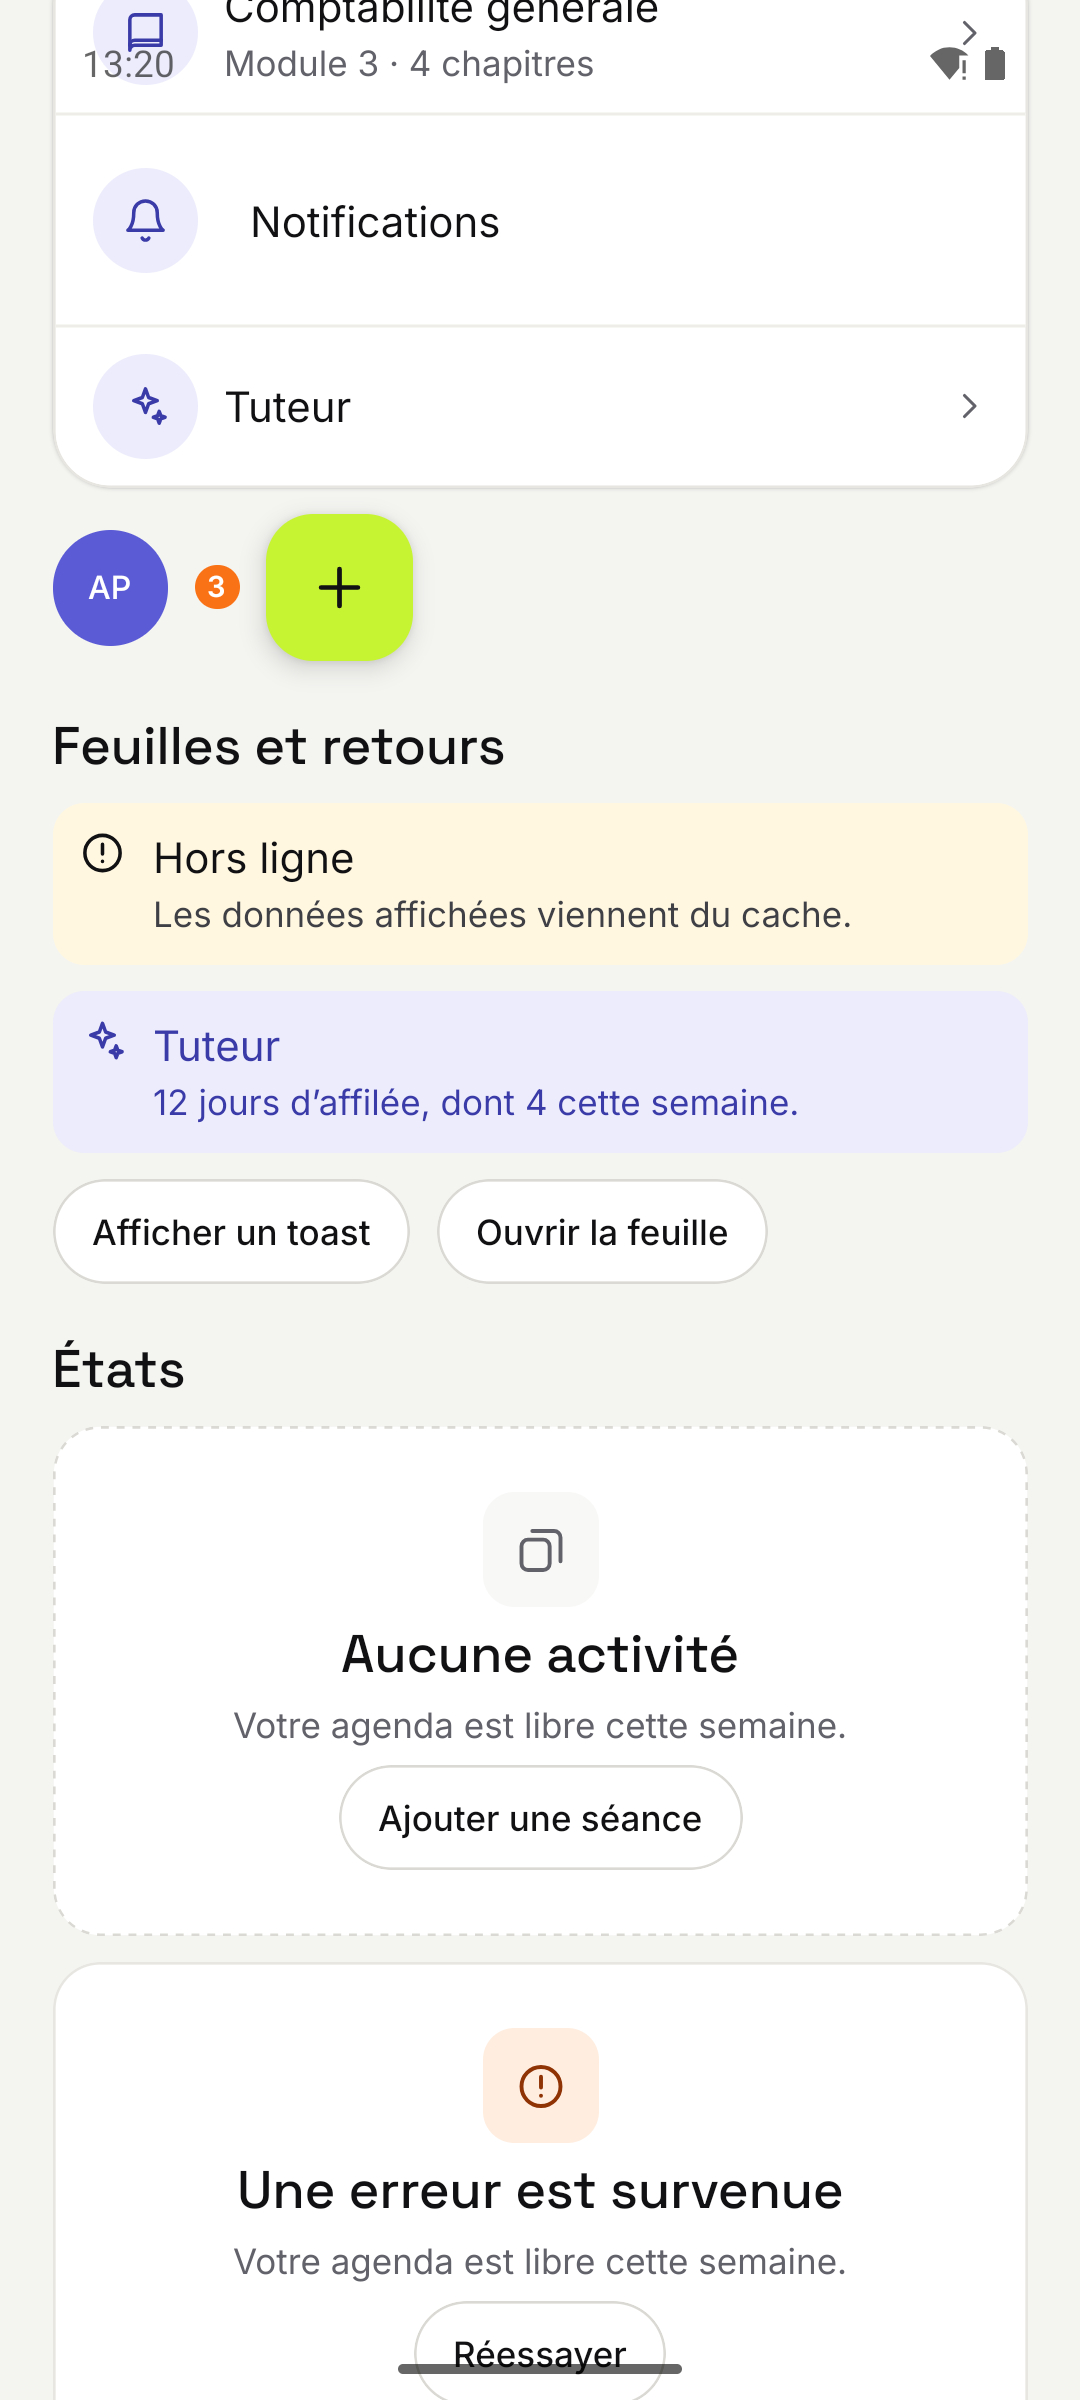 Comptabilité générale
13:20
Module 3 · 4 chapitres
Notifications
Tuteur
AP
3
Feuilles et retours
Hors ligne
Les données affichées viennent du cache.
Tuteur
12 jours d’affilée, dont 4 cette semaine.
Afficher un toast
Ouvrir la feuille
États
Aucune activité
Votre agenda est libre cette semaine.
Ajouter une séance
Une erreur est survenue
Votre agenda est libre cette semaine.
Réessayer